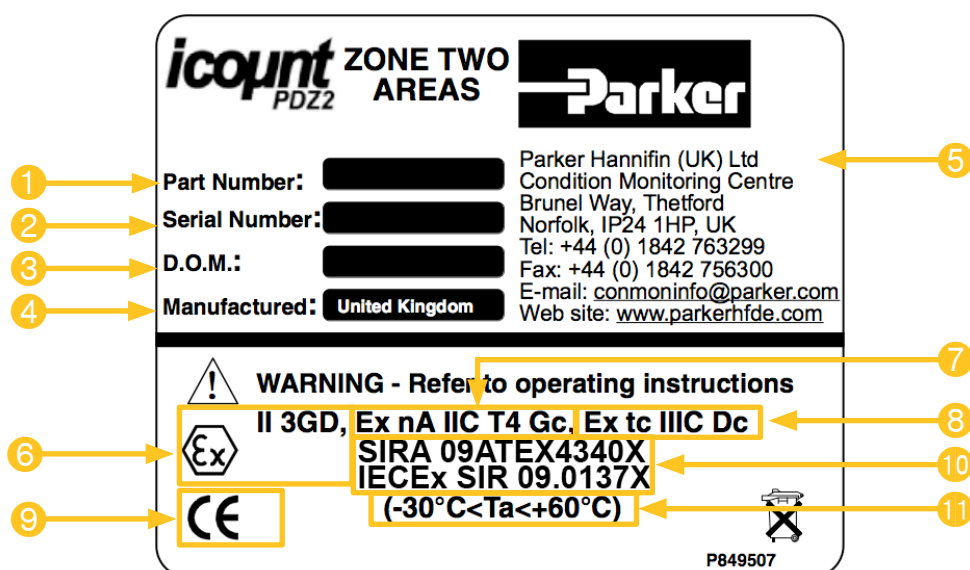 icount
PDZ2
ZONE TWO
AREAS
Parker
1
Part Number:
2
Serial Number:
3
D.O.M.:
4
Manufactured: United Kingdom
Parker Hannifin (UK) Ltd
Condition Monitoring Centre
Brunel Way, Thetford
Norfolk, IP24 1HP, UK
Tel: +44 (0) 1842 763299
Fax: +44 (0) 1842 756300
E-mail: conmoninfo@parker.com
Web site: www.parkerhfde.com
5
7
! WARNING - Refer to operating instructions
II 3GD, Ex nA IIC T4 Gc, Ex tc IIIC Dc
8
6
Ex
SIRA 09ATEX4340X
IECEx SIR 09.0137X
10
9
CE
(-30°C<Ta<+60°C)
11
P849507